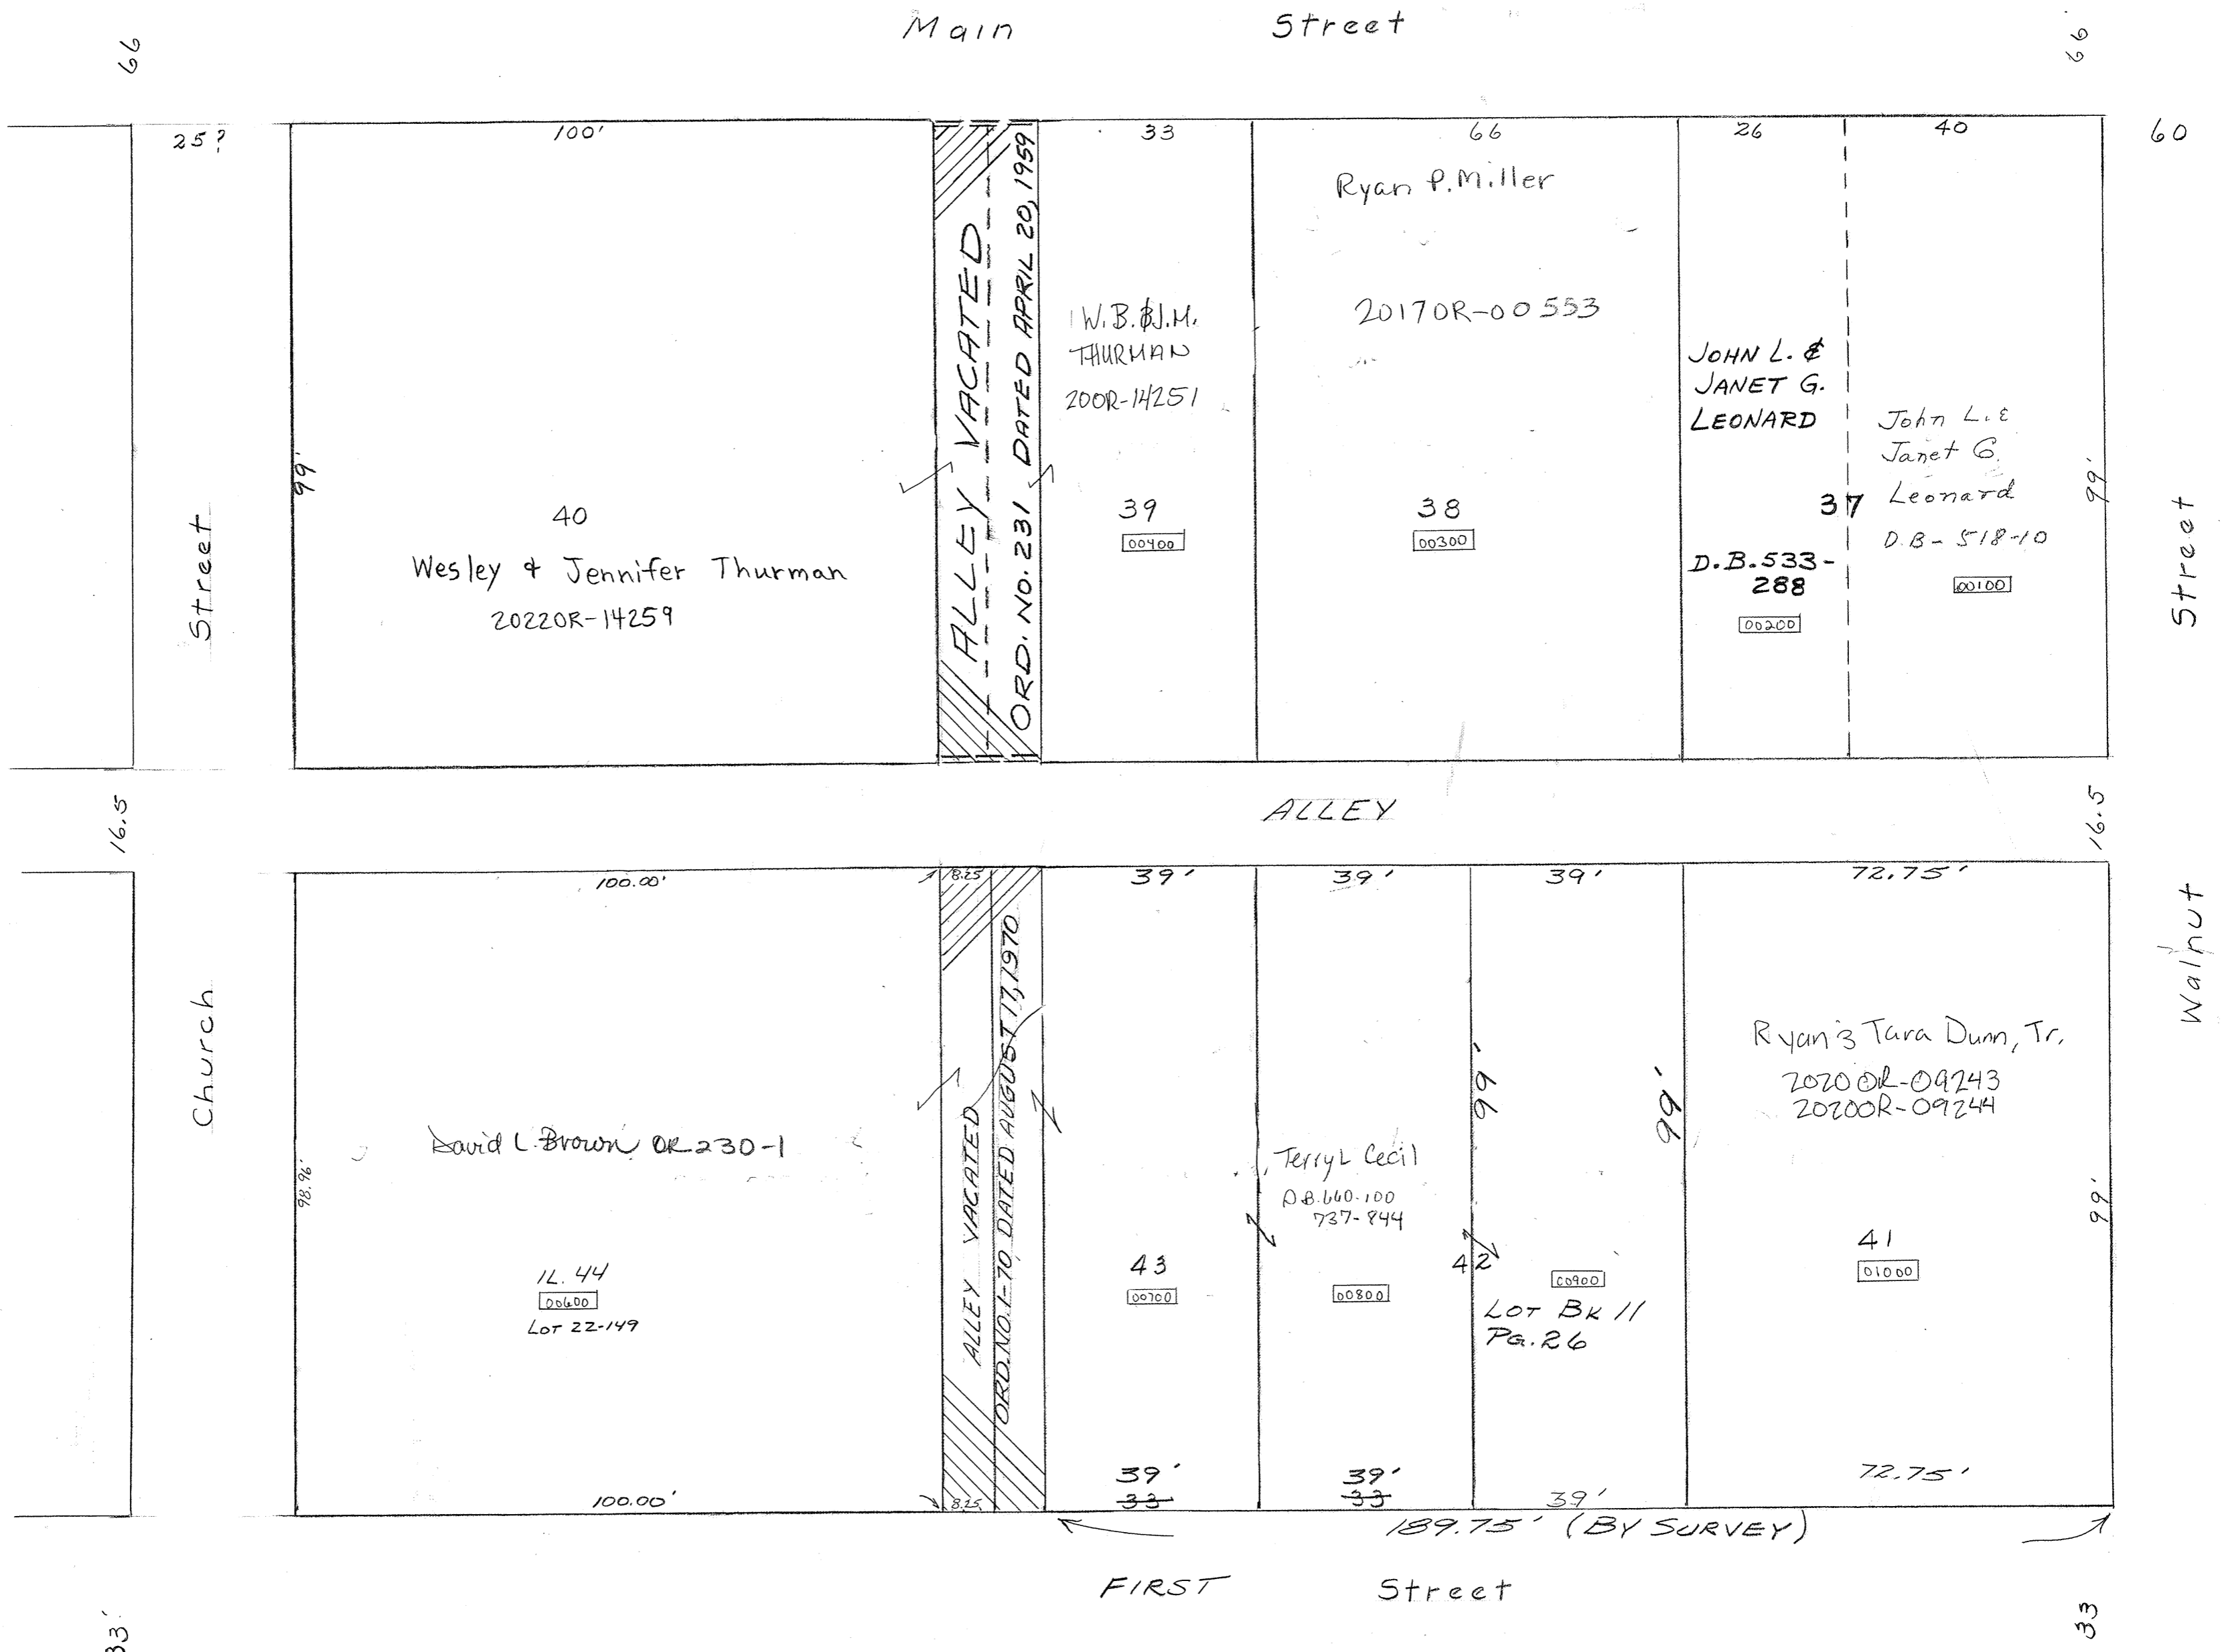 Main Street
66
66
25?
100'
33
66
26
40
60
Ryan P. Miller
20170R-00553
ALLEY VACATED
ORD. NO. 231 DATED APRIL 20, 1959
W.B. & J.M.
THURMAN
200R-14251
JOHN L. &
JANET G.
LEONARD
John L. &
Janet G.
Leonard
D.B- 518-10
00100
99'
99'
40
Wesley & Jennifer Thurman
20220R-14259
39
00400
38
00300
37
D.B. 533-
288
00200
Street
Street
16.5
ALLEY
16.5
100.00'
8.25
39'
39'
39'
72.75'
Church
Walnut
ALLEY VACATED
ORD. NO. 1-70 DATED AUGUST 17, 1970
David L. Brown OR 230-1
98.96'
IL. 44
00600
LOT 22-149
43
00700
Terry L Cecil
D.B. 660-100
737-844
00800
42
99'
99'
00900
LOT BK 11
PG. 26
Ryan & Tara Dunn, Tr.
20200R-09243
20200R-09244
41
01000
99'
100.00'
8.25
39'
33
39'
33
39'
72.75'
189.75' (BY SURVEY)
FIRST Street
33'
33